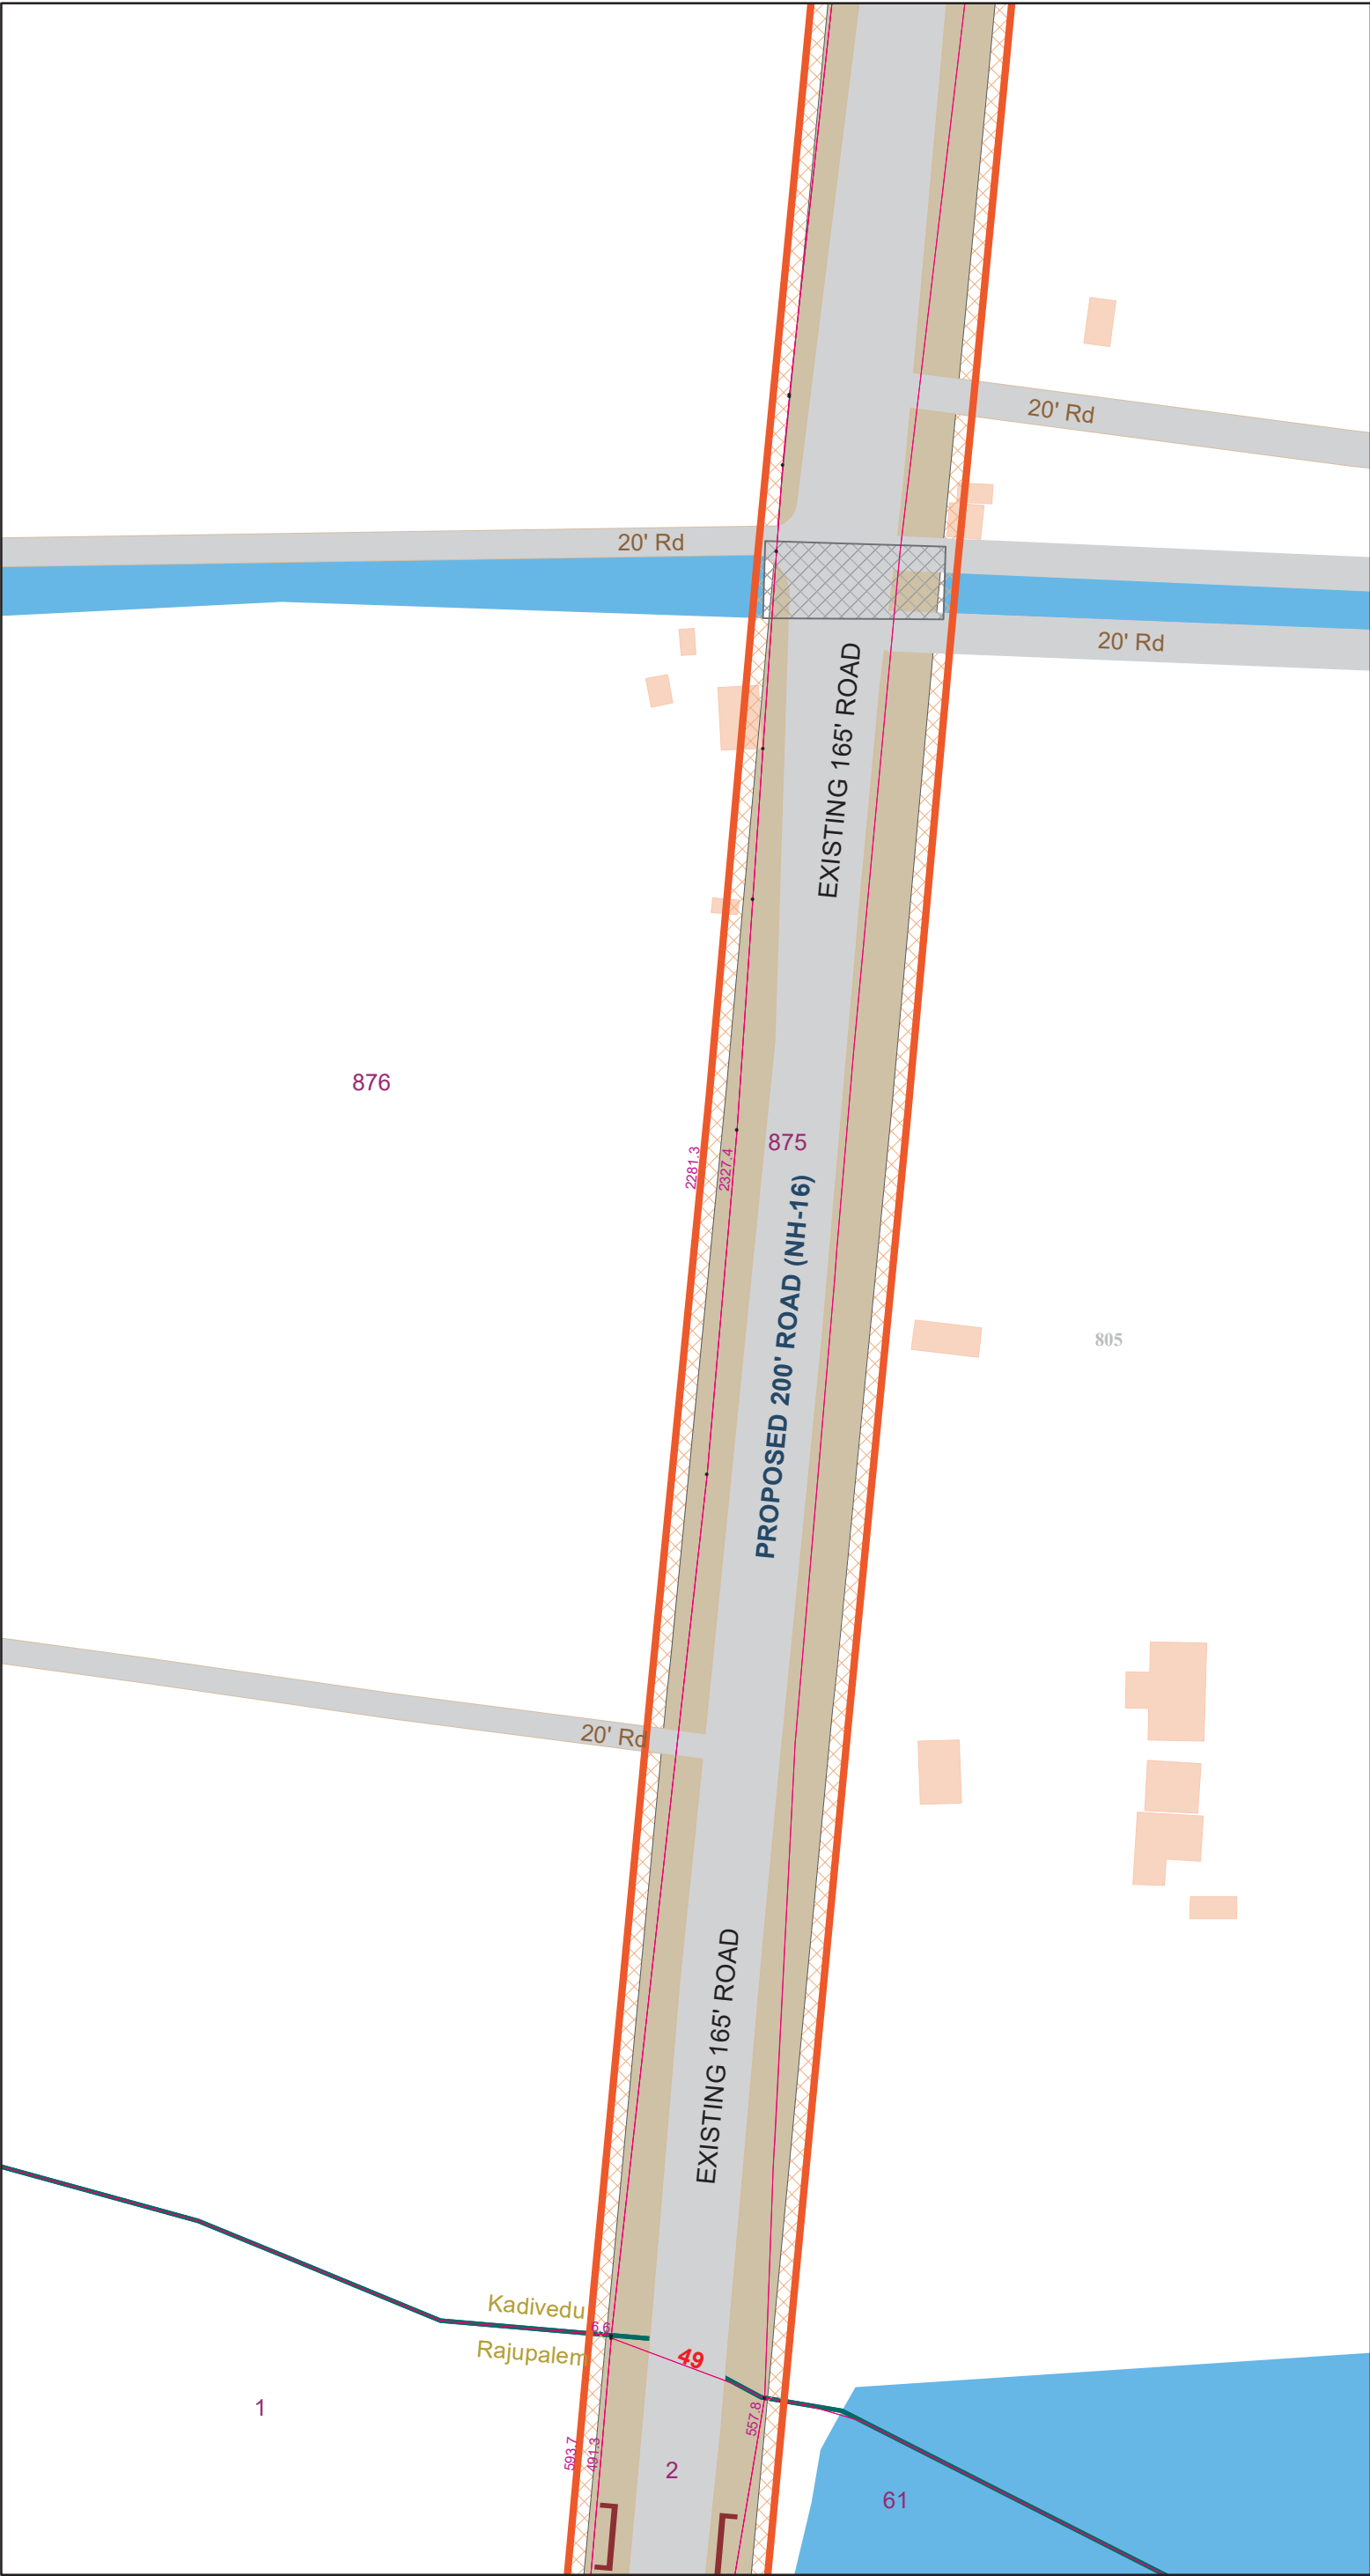 20' Rd
20' Rd
20' Rd
EXISTING 165' ROAD
876
875
2281.3
2327.4
PROPOSED 200' ROAD (NH-16)
805
20' Rd
EXISTING 165' ROAD
Kadivedu
6.6
Rajupalem
49
1
557.8
593.7
491.3
2
61